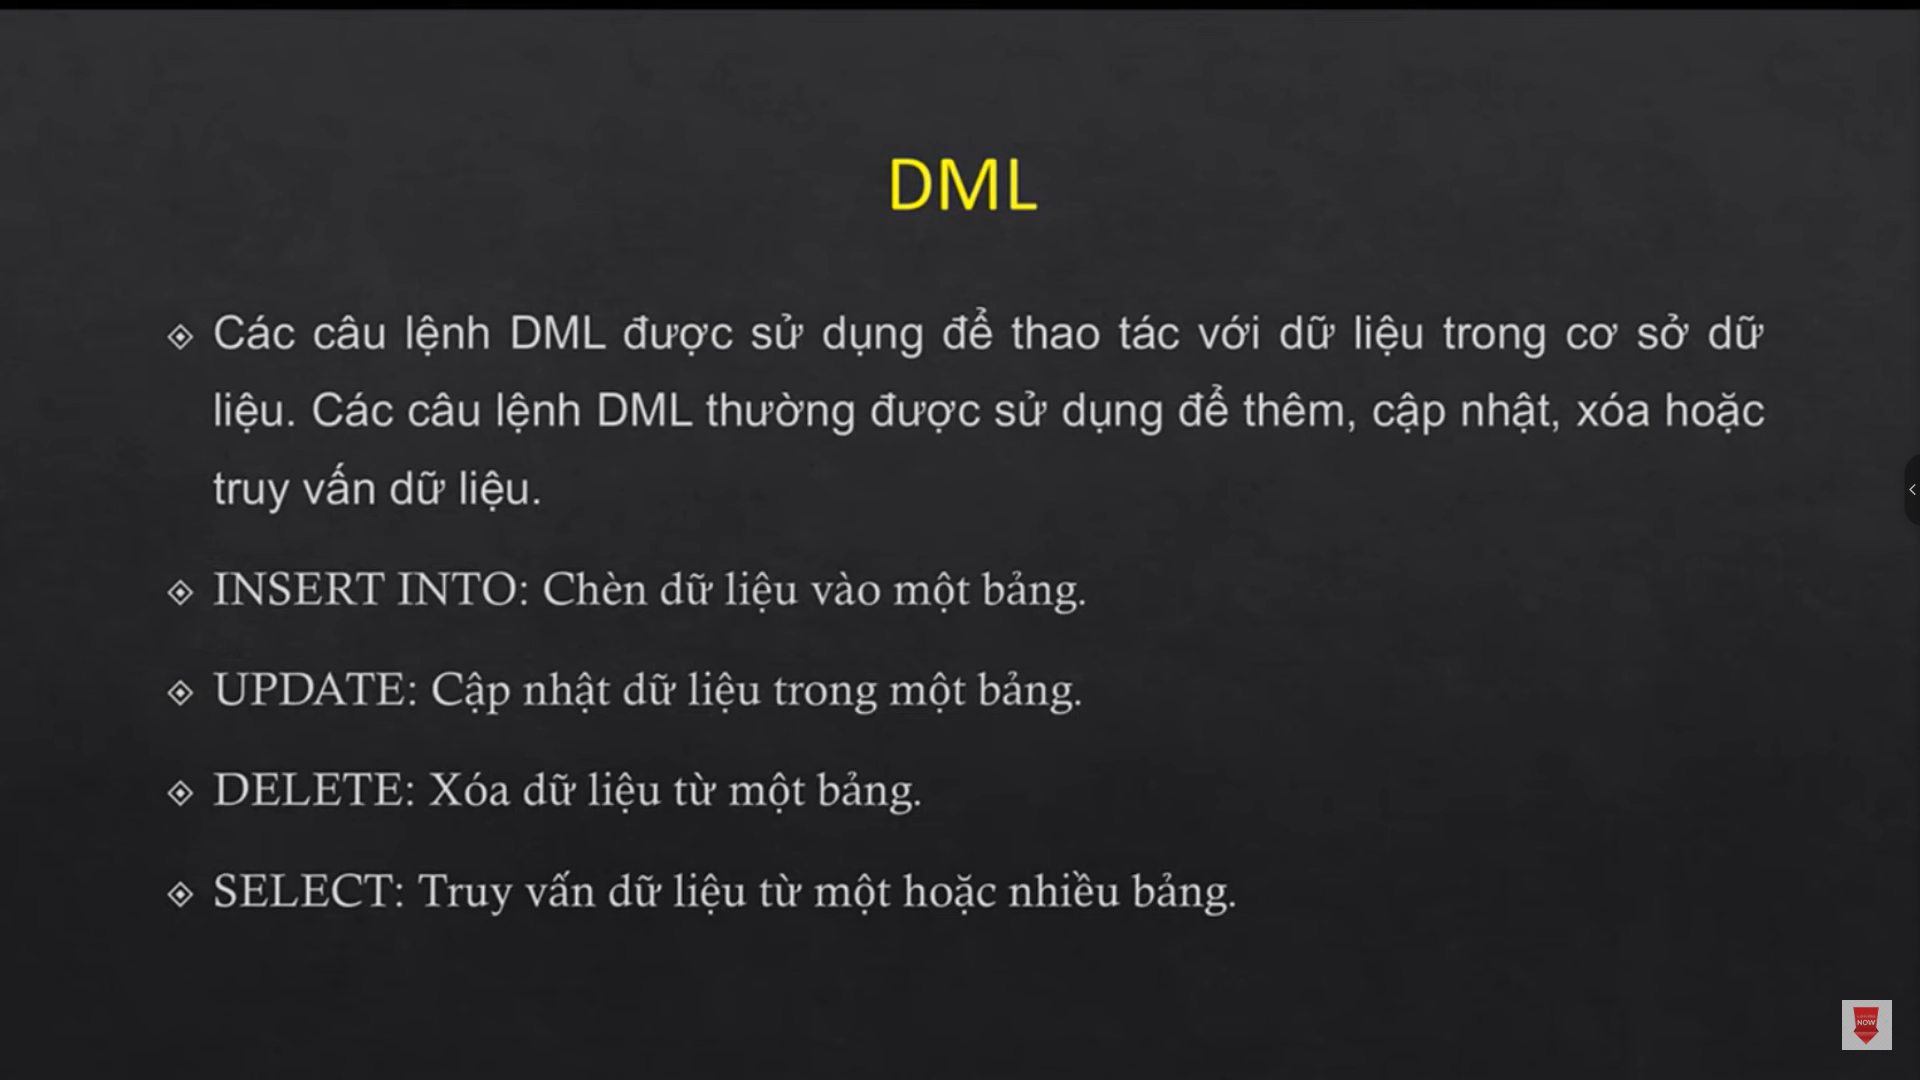 DML
Các câu lệnh DML được sử dụng để thao tác với dữ liệu trong cơ sở dữ
liệu. Các câu lệnh DML thường được sử dụng để thêm, cập nhật, xóa hoặc
truy vấn dữ liệu.
INSERT INTO: Chèn dữ liệu vào một bảng.
UPDATE: Cập nhật dữ liệu trong một bảng.
DELETE: Xóa dữ liệu từ một bảng.
SELECT: Truy vấn dữ liệu từ một hoặc nhiều bảng.
NOW